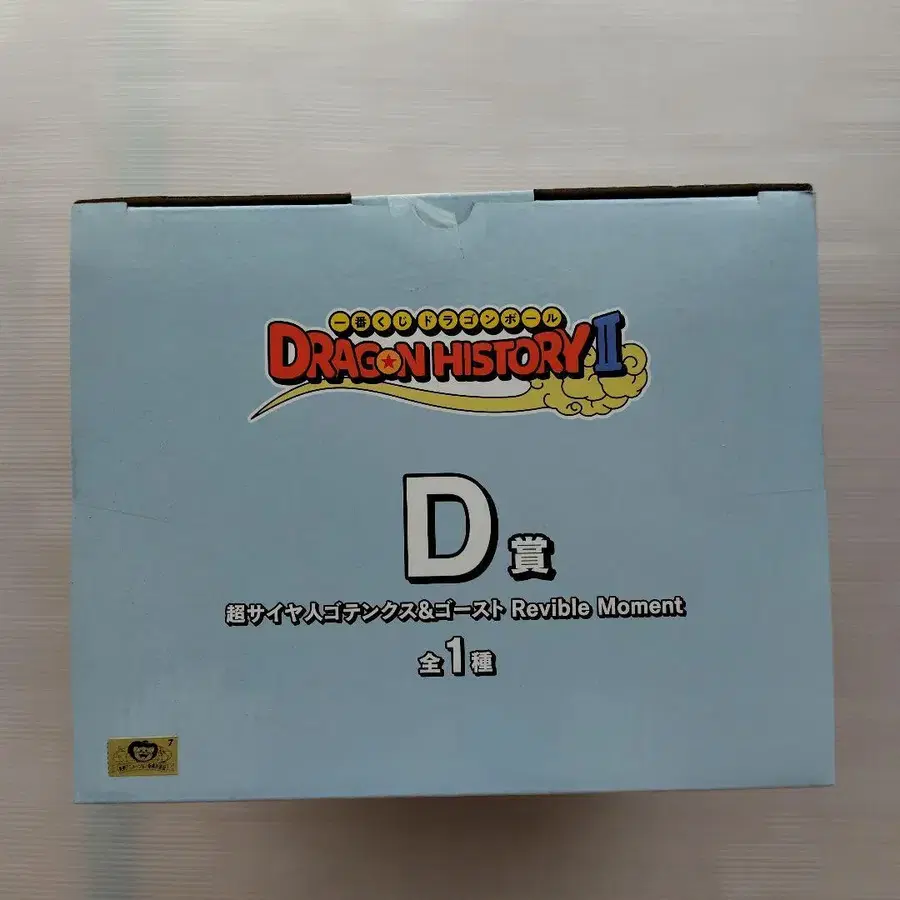 一番くじドラゴンボール
DRAGON HISTORY II
D賞
超サイヤ人ゴテンクス&ゴースト Revible Moment
全1種
7